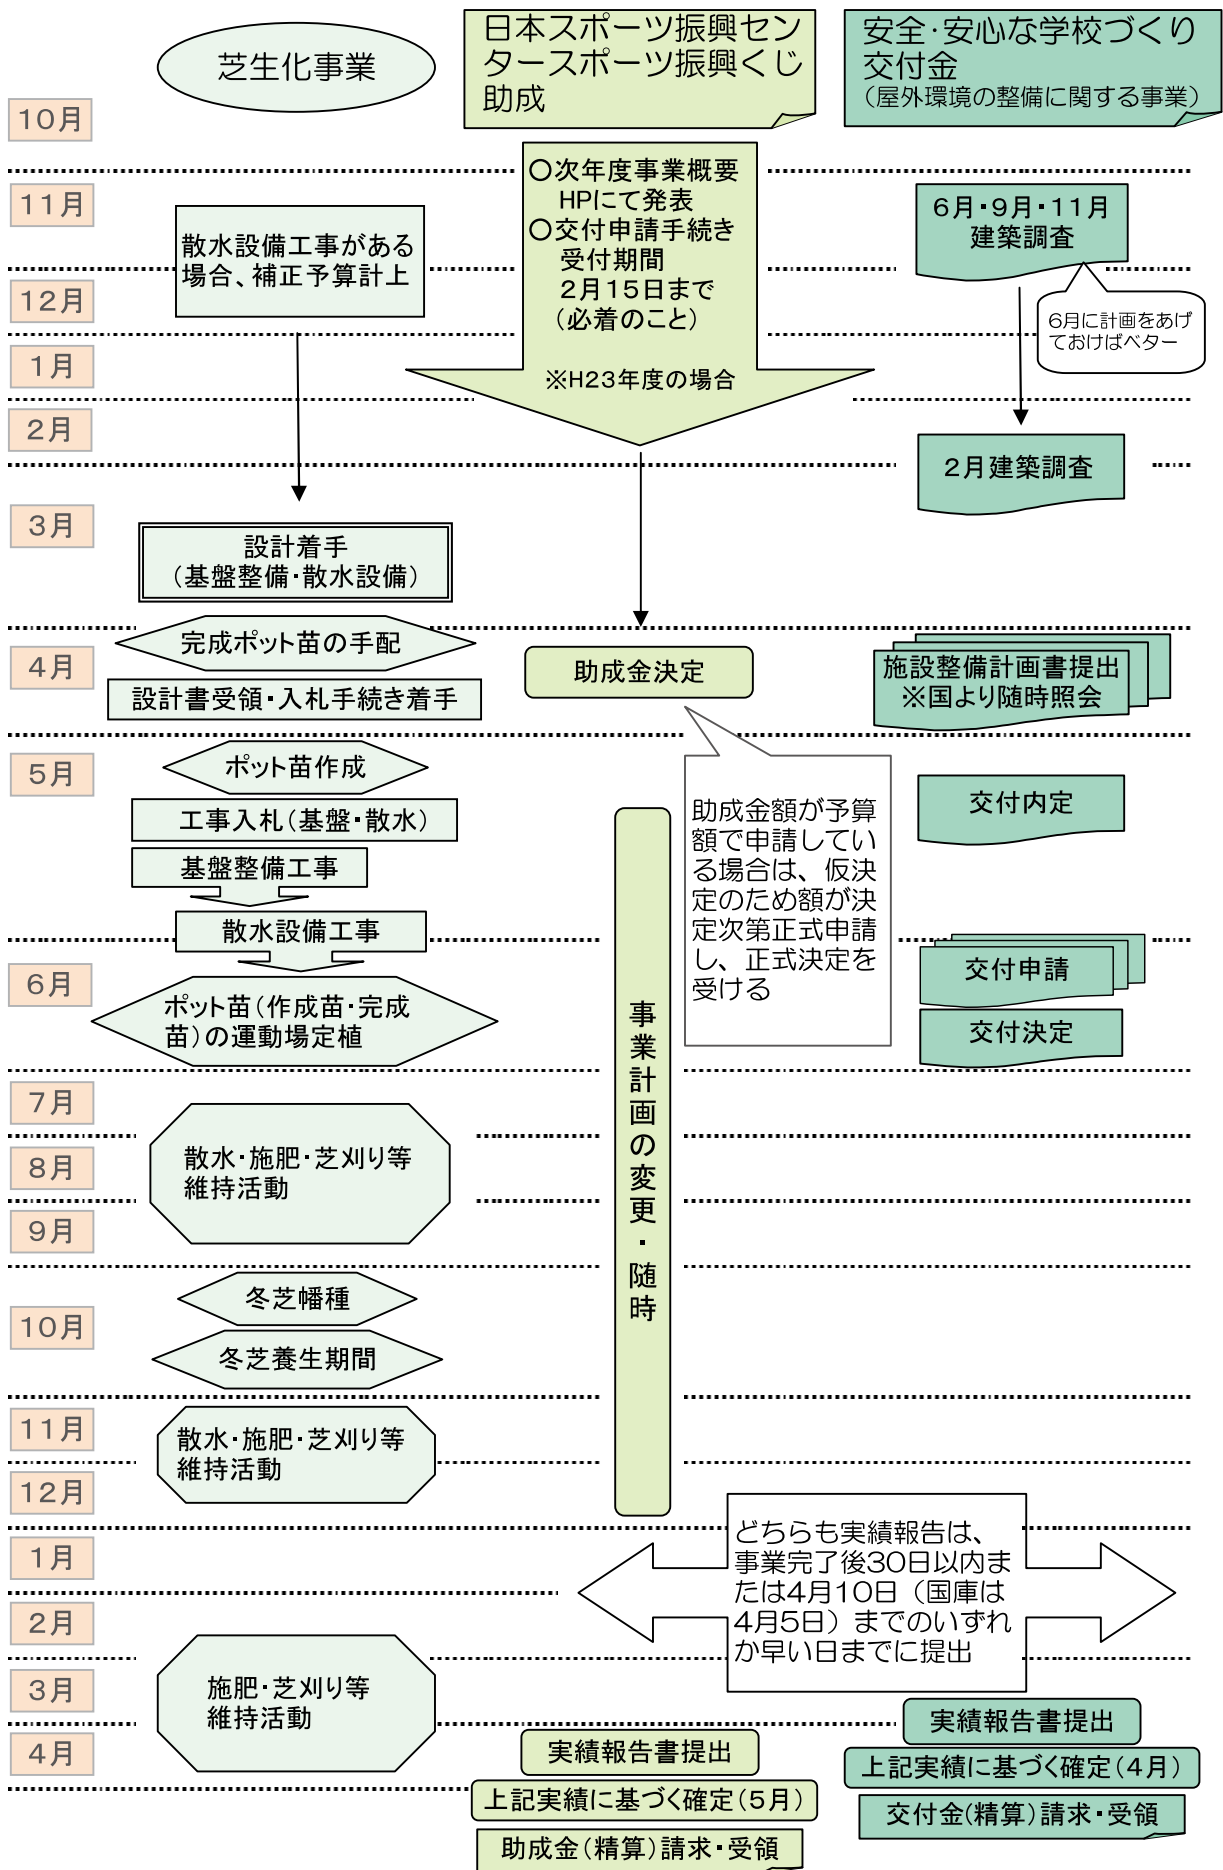 芝生化事業
日本スポーツ振興セン
タースポーツ振興くじ
助成
安全・安心な学校づくり
交付金
（屋外環境の整備に関する事業）
10月
○次年度事業概要
HPにて発表
○交付申請手続き
受付期間
2月15日まで
（必着のこと）
※H23年度の場合
11月
散水設備工事がある
場合、補正予算計上
6月・9月・11月
建築調査
12月
6月に計画をあげ
ておけばベター
1月
2月
2月建築調査
3月
設計着手
（基盤整備・散水設備）
4月
完成ポット苗の手配
設計書受領・入札手続き着手
助成金決定
施設整備計画書提出
※国より随時照会
5月
ポット苗作成
工事入札（基盤・散水）
基盤整備工事
散水設備工事
助成金額が予算
額で申請してい
る場合は、仮決
定のため額が決
定次第正式申請
し、正式決定を
受ける
交付内定
6月
ポット苗（作成苗・完成
苗）の運動場定植
交付申請
交付決定
事業計画の変更・随時
7月
8月
9月
散水・施肥・芝刈り等
維持活動
10月
冬芝幡種
冬芝養生期間
11月
12月
散水・施肥・芝刈り等
維持活動
1月
どちらも実績報告は、
事業完了後30日以内ま
たは4月10日（国庫は
4月5日）までのいずれ
か早い日までに提出
2月
3月
4月
施肥・芝刈り等
維持活動
実績報告書提出
上記実績に基づく確定（5月）
助成金（精算）請求・受領
実績報告書提出
上記実績に基づく確定（4月）
交付金（精算）請求・受領